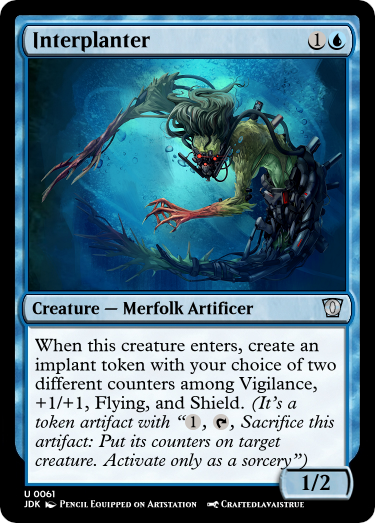 Interplanter 1
Creature — Merfolk Artificer
When this creature enters, create an
implant token with your choice of two
different counters among Vigilance,
+1/+1, Flying, and Shield. (It's a
token artifact with “1, , Sacrifice this
artifact: Put its counters on target
creature. Activate only as a sorcery”)
1/2
U 0061
JDK Pencil Equipped on Artstation Craftedlavaistrue